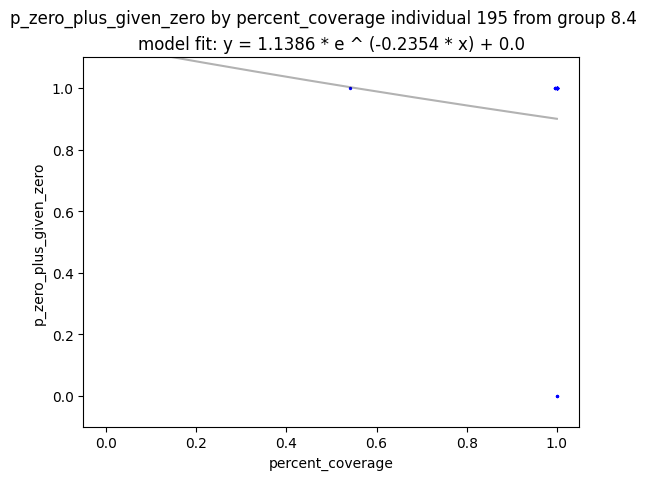 p_zero_plus_given_zero by percent_coverage individual 195 from group 8.4
model fit: y = 1.1386 * e ^ (-0.2354 * x) + 0.0
1.0
0.8
0.6
0.4
0.2
0.0
p_zero_plus_given_zero
0.0 0.2 0.4 0.6 0.8 1.0
percent_coverage